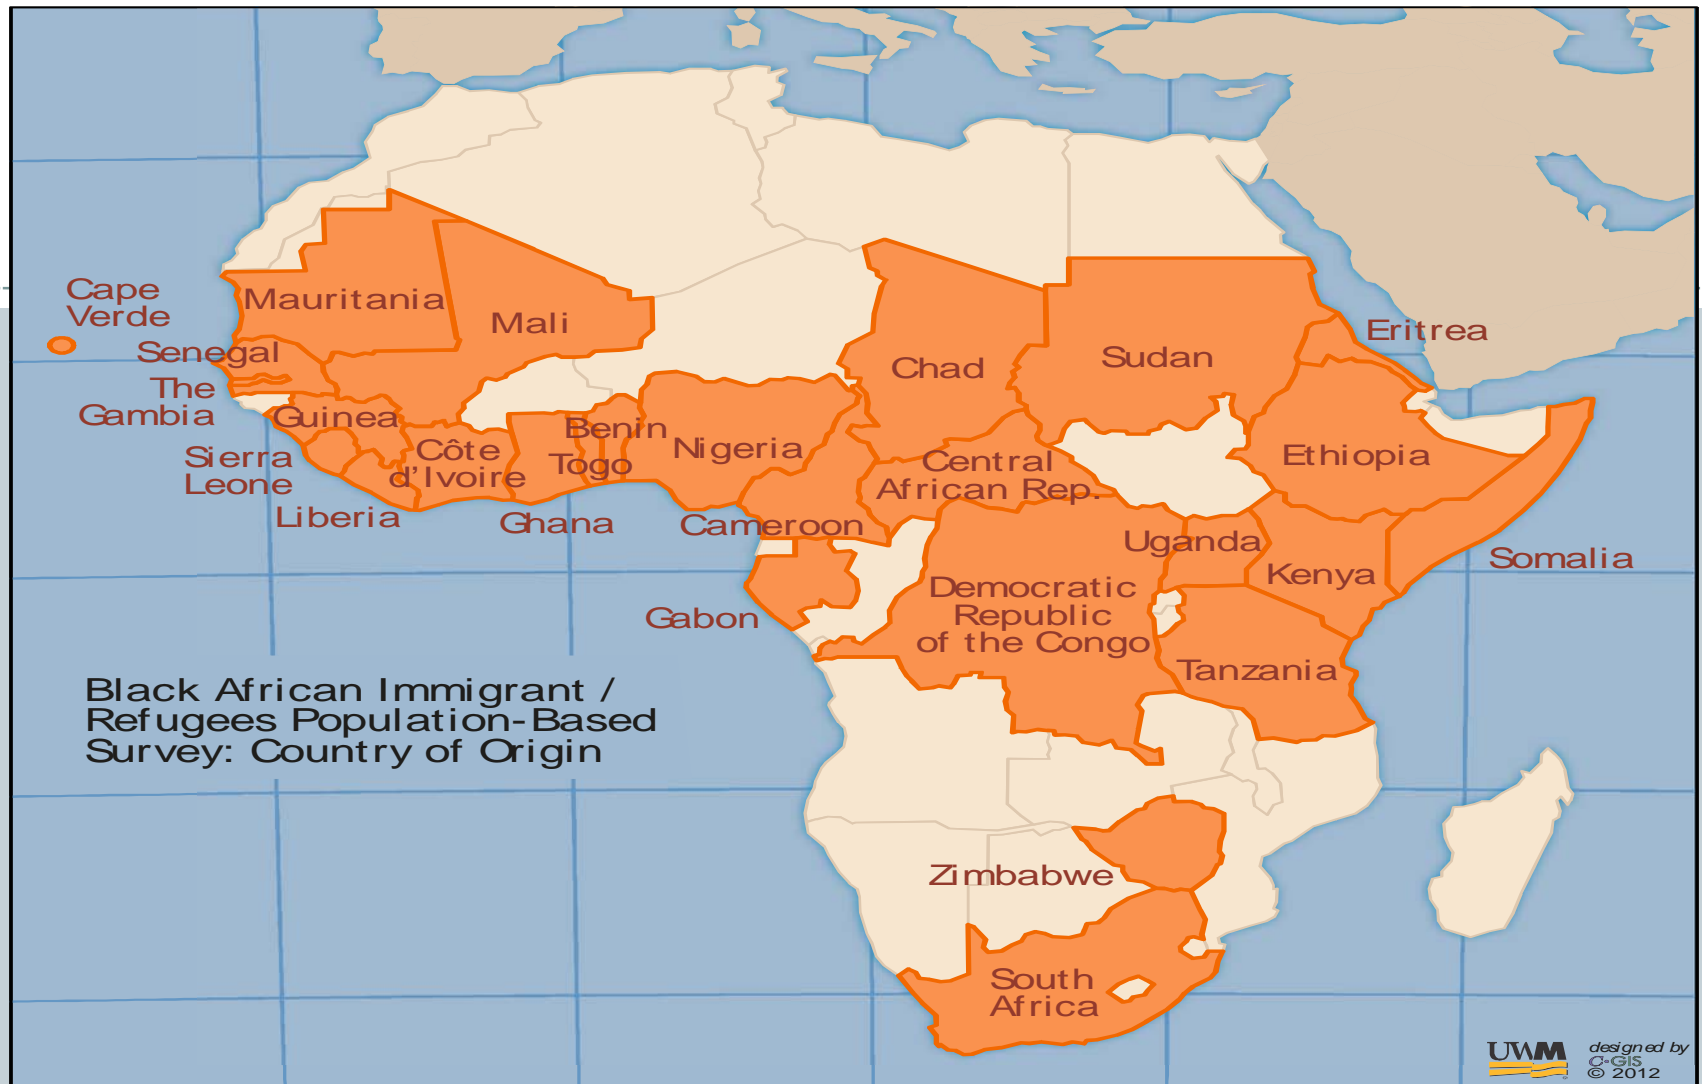 Cape
Verde
Mauritania
Mali
Senegal
The
Gambia
Guinea
Sierra
Leone
Liberia
Côte
d'Ivoire
Ghana
Benin
Togo
Nigeria
Cameroon
Gabon
Chad
Central
African Rep.
Sudan
Eritrea
Ethiopia
Somalia
Uganda
Kenya
Democratic
Republic
of the Congo
Tanzania
Zimbabwe
South
Africa
Black African Immigrant /
Refugees Population-Based
Survey: Country of Origin
UWM
designed by
C-GIS
© 2012